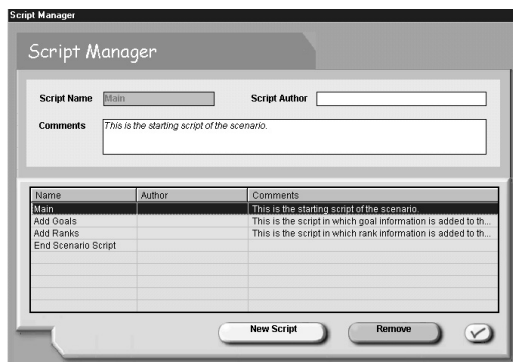 Script Manager
Script Manager
Script Name Main Script Author
Comments This is the starting script of the scenario.
Name Author Comments
Main This is the starting script of the scenario.
Add Goals This is the script in which goal information is added to th...
Add Ranks This is the script in which rank information is added to th...
End Scenario Script
New Script Remove